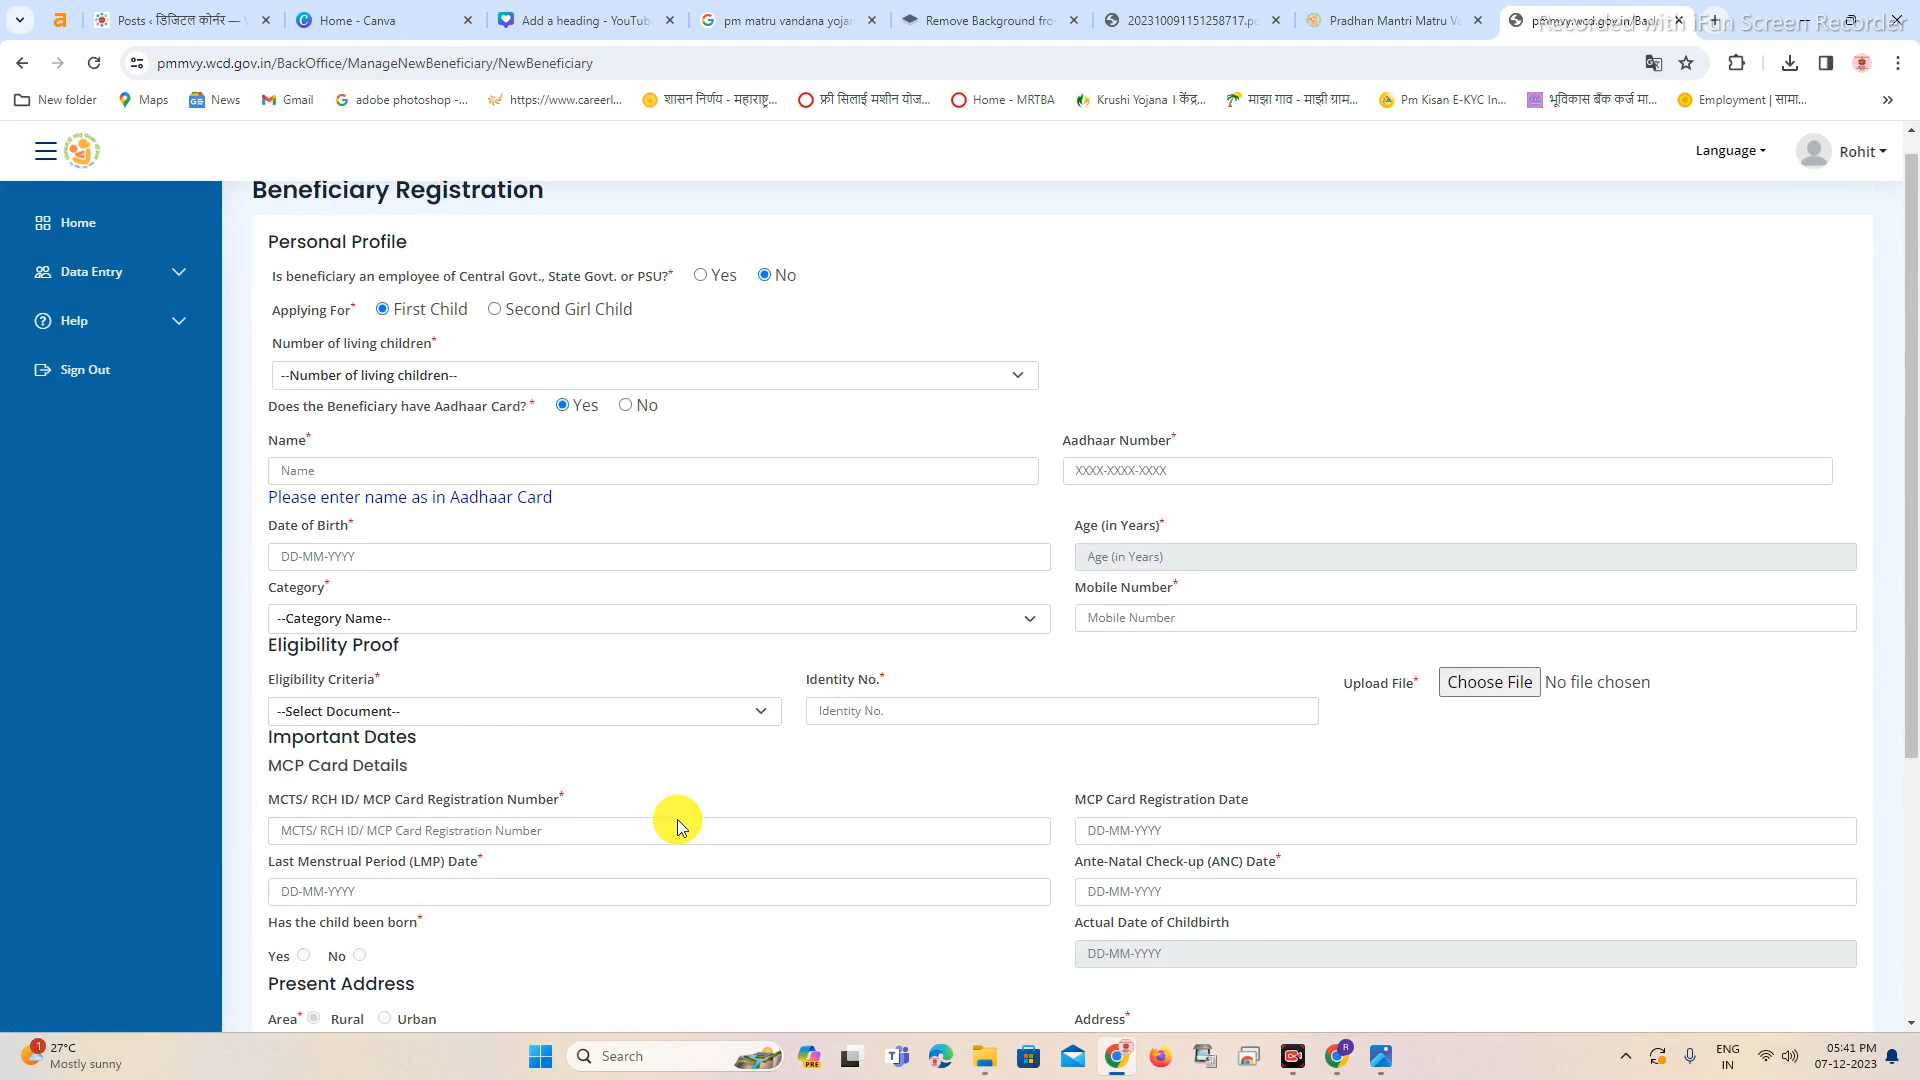 Posts ‹ डिजिटल कोर्नर —
Home - Canva
Add a heading - YouTube
pm matru vandana yojan
Remove Background fro
202310091151258717.p
Pradhan Mantri Matru V
pmmvy.wcd.gov.in/Back
Recorded with iFun Screen Recorder
pmmvy.wcd.gov.in/BackOffice/ManageNewBeneficiary/NewBeneficiary
New folder
Maps
News
Gmail
adobe photoshop -...
https://www.careerl...
शासन निर्णय - महाराष्ट्र...
फ्री सिलाई मशीन योज...
Home - MRTBA
Krushi Yojana । केंद्र...
माझा गाव - माझी ग्राम...
Pm Kisan E-KYC In...
भूविकास बँक कर्ज मा...
Employment | सामा...
Language
Rohit
Home
Data Entry
Help
Sign Out
Beneficiary Registration
Personal Profile
Is beneficiary an employee of Central Govt., State Govt. or PSU?* Yes No
Applying For* First Child Second Girl Child
Number of living children*
--Number of living children--
Does the Beneficiary have Aadhaar Card? * Yes No
Name* Aadhaar Number*
Name XXXX-XXXX-XXXX
Please enter name as in Aadhaar Card
Date of Birth* Age (in Years)*
DD-MM-YYYY Age (in Years)
Category* Mobile Number*
--Category Name-- Mobile Number
Eligibility Proof
Eligibility Criteria* Identity No.* Upload File* Choose File No file chosen
--Select Document-- Identity No.
Important Dates
MCP Card Details
MCTS/ RCH ID/ MCP Card Registration Number* MCP Card Registration Date
MCTS/ RCH ID/ MCP Card Registration Number DD-MM-YYYY
Last Menstrual Period (LMP) Date* Ante-Natal Check-up (ANC) Date*
DD-MM-YYYY DD-MM-YYYY
Has the child been born* Actual Date of Childbirth
Yes No DD-MM-YYYY
Present Address
Area* Rural Urban Address*
1
27°C
Mostly sunny
Search
PRE
R
ENG
IN
05:41 PM
07-12-2023